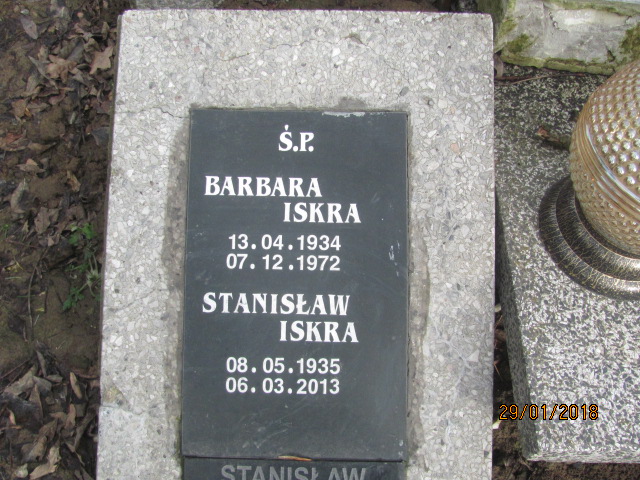 Ś.P.
BARBARA
ISKRA
13.04.1934
07.12.1972
STANISŁAW
ISKRA
08.05.1935
06.03.2013
STANISŁAW
29/01/2018